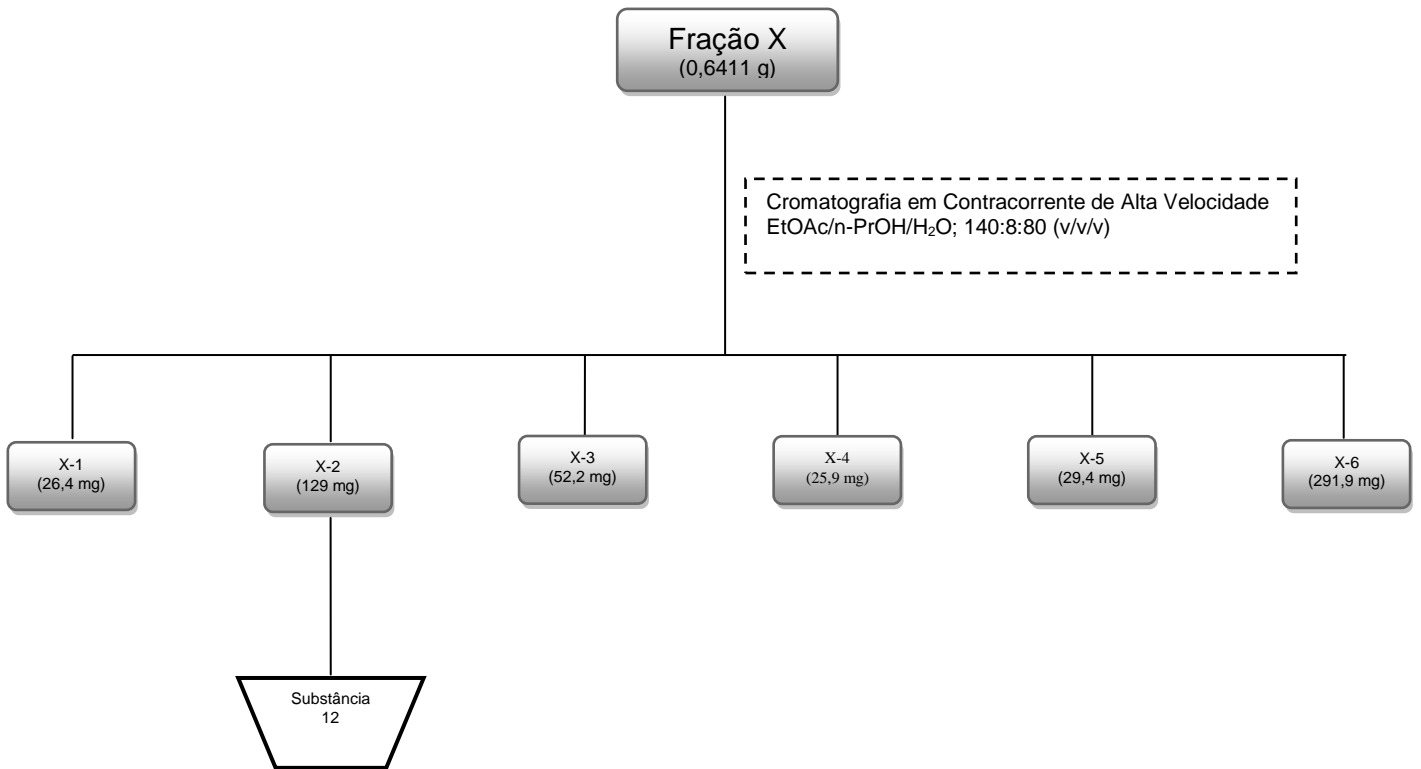 Fração X
(0,6411 g)
Cromatografia em Contracorrente de Alta Velocidade
EtOAc/n-PrOH/H₂O; 140:8:80 (v/v/v)
X-1
(26,4 mg)
X-2
(129 mg)
X-3
(52,2 mg)
X-4
(25,9 mg)
X-5
(29,4 mg)
X-6
(291,9 mg)
Substância
12